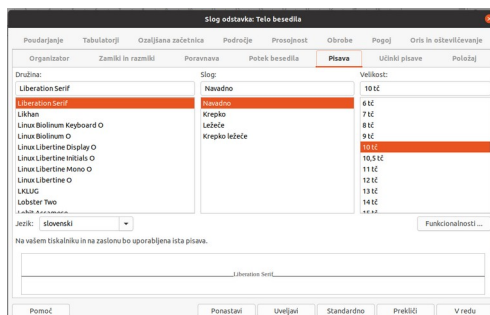 Slog odstavka: Telo besedila
Poudarjanje Tabulatorji Ozaljšana začetnica Področje Prosojnost Obrobe Pogoj Oris in oštevilčevanje
Organizator Zamiki in razmiki Poravnava Potek besedila Pisava Učinki pisave Položaj
Družina: Slog: Velikost:
Liberation Serif Navadno 10 tč
Liberation Serif Navadno 6 tč
Likhan Krepko 7 tč
Linux Biolinum Keyboard O Ležeče 8 tč
Linux Biolinum O Krepko ležeče 9 tč
Linux Libertine Display O 10 tč
Linux Libertine Initials O 10,5 tč
Linux Libertine Mono O 11 tč
Linux Libertine O 12 tč
LKLUG 13 tč
Lobster Two 14 tč
Lohit Assamese 15 tč
Jezik: slovenski Funkcionalnosti ...
Na vašem tiskalniku in na zaslonu bo uporabljena ista pisava.
Liberation Serif
Pomoč Ponastavi Uveljavi Standardno Prekliči V redu